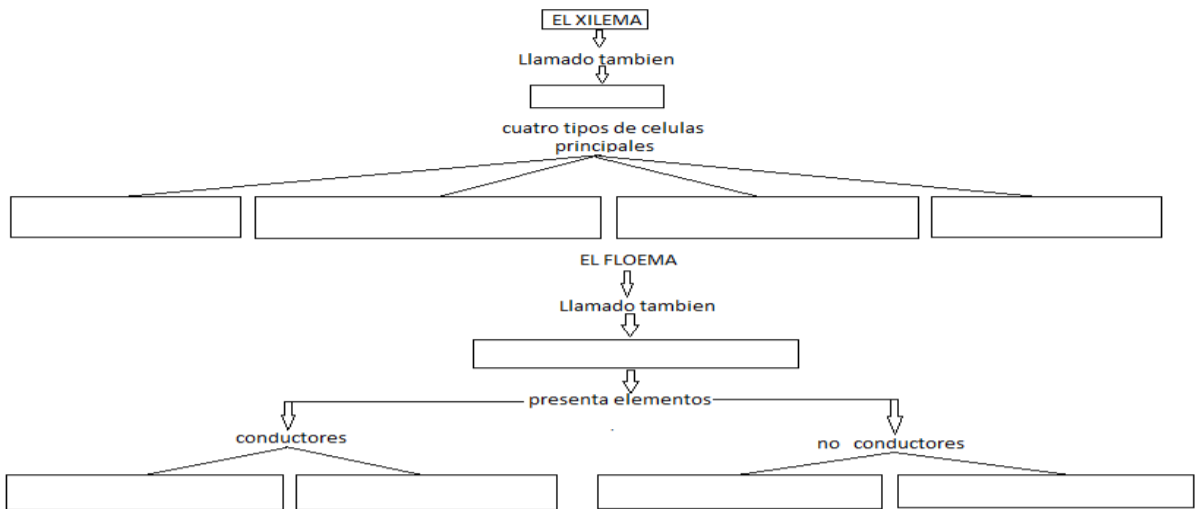 EL XILEMA
Llamado tambien
cuatro tipos de celulas
principales
EL FLOEMA
Llamado tambien
presenta elementos
conductores
no conductores